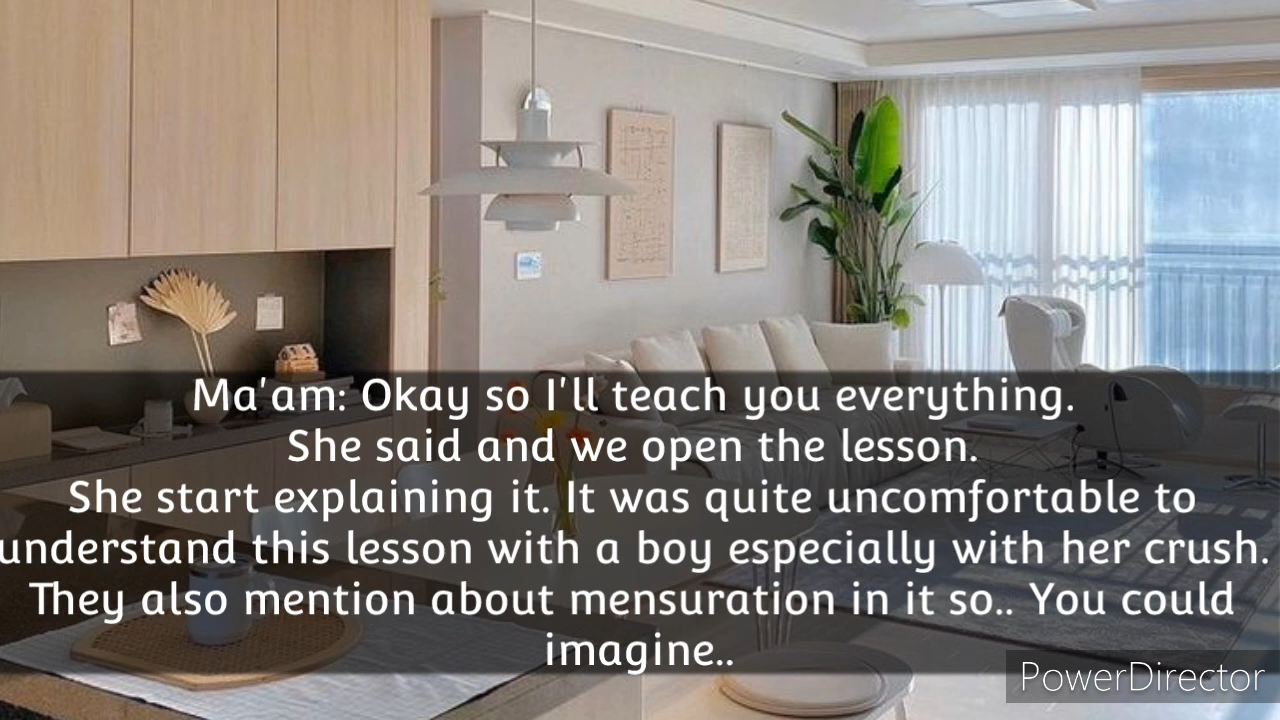 Ma'am: Okay so I'll teach you everything.
She said and we open the lesson.
She start explaining it. It was quite uncomfortable to
understand this lesson with a boy especially with her crush.
They also mention about mensuration in it so.. You could
imagine..
PowerDirector